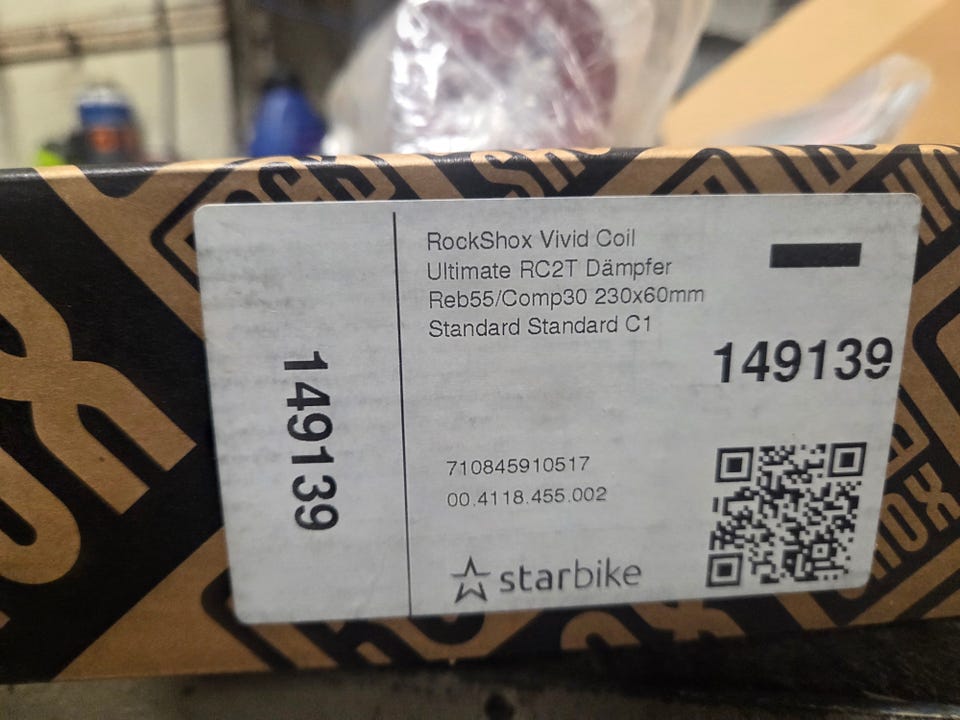 149139
RockShox Vivid Coil
Ultimate RC2T Dämpfer
Reb55/Comp30 230x60mm
Standard Standard C1
149139
710845910517
00.4118.455.002
starbike